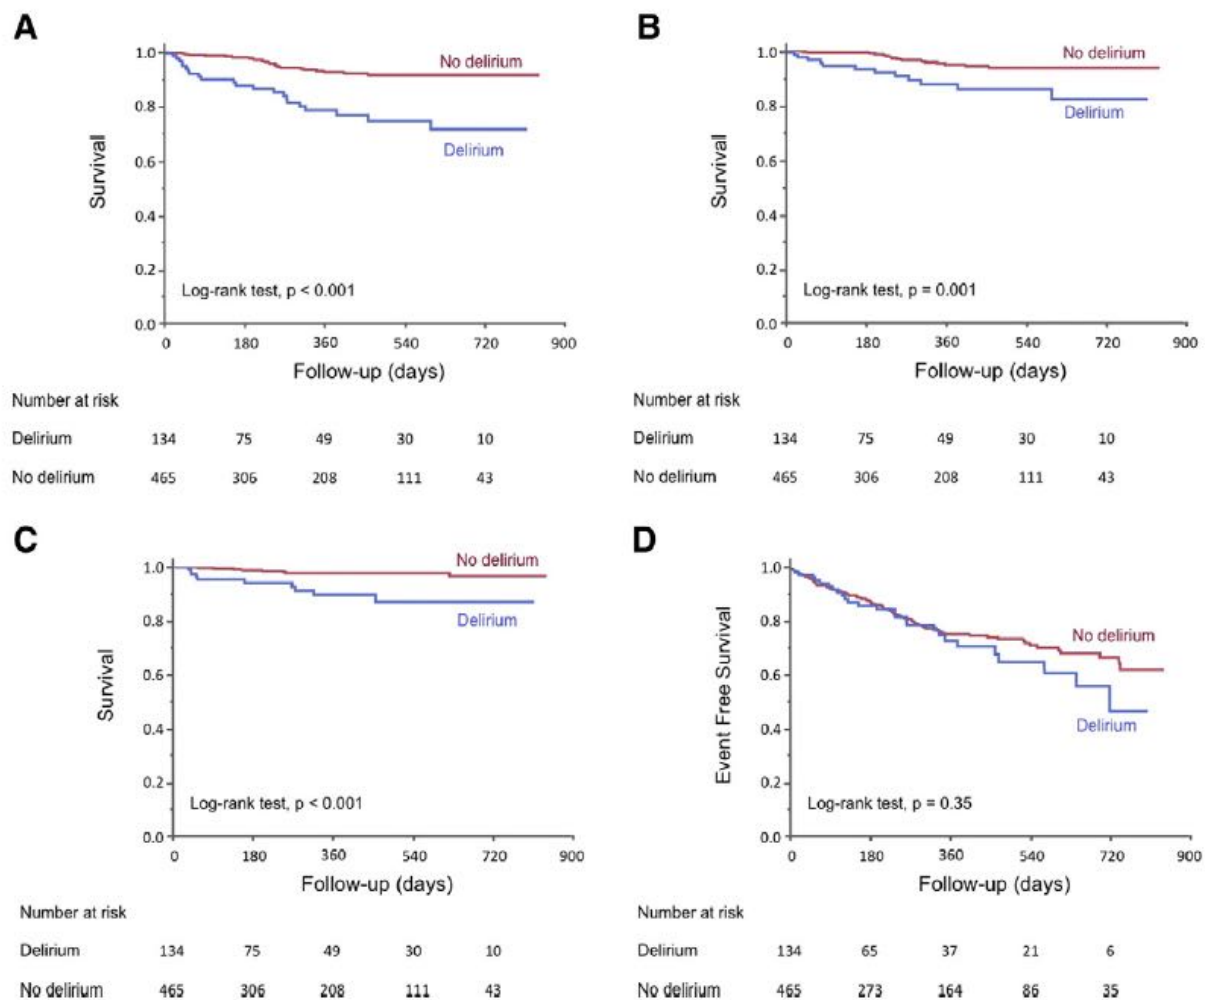 A
1.0
0.8
0.6
0.4
0.2
0.0
Survival
No delirium
Delirium
Log-rank test, p < 0.001
0 180 360 540 720 900
Follow-up (days)
Number at risk
Delirium 134 75 49 30 10
No delirium 465 306 208 111 43
B
1.0
0.8
0.6
0.4
0.2
0.0
Survival
No delirium
Delirium
Log-rank test, p = 0.001
0 180 360 540 720 900
Follow-up (days)
Number at risk
Delirium 134 75 49 30 10
No delirium 465 306 208 111 43
C
1.0
0.8
0.6
0.4
0.2
0.0
Survival
No delirium
Delirium
Log-rank test, p < 0.001
0 180 360 540 720 900
Follow-up (days)
Number at risk
Delirium 134 75 49 30 10
No delirium 465 306 208 111 43
D
1.0
0.8
0.6
0.4
0.2
0.0
Event Free Survival
No delirium
Delirium
Log-rank test, p = 0.35
0 180 360 540 720 900
Follow-up (days)
Number at risk
Delirium 134 65 37 21 6
No delirium 465 273 164 86 35